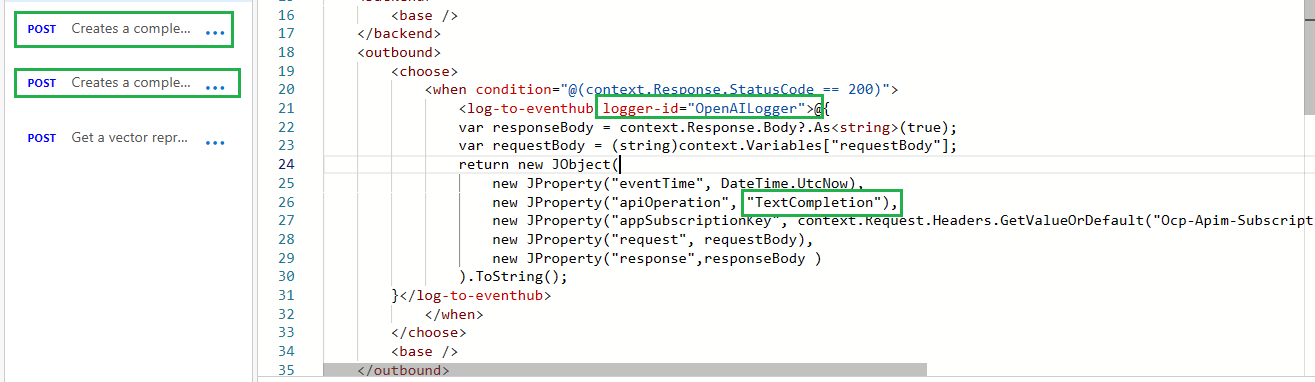 POST Creates a comple... ...
POST Creates a comple... ...
POST Get a vector repr... ...
16 <base />
17 </backend>
18 <outbound>
19 <choose>
20 <when condition="@(context.Response.StatusCode == 200)">
21 <log-to-eventhub logger-id="OpenAILogger">@{
22 var responseBody = context.Response.Body?.As<string>(true);
23 var requestBody = (string)context.Variables["requestBody"];
24 return new JObject(
25 new JProperty("eventTime", DateTime.UtcNow),
26 new JProperty("apiOperation", "TextCompletion"),
27 new JProperty("appSubscriptionKey", context.Request.Headers.GetValueOrDefault("Ocp-Apim-Subscript
28 new JProperty("request", requestBody),
29 new JProperty("response",responseBody )
30 ).ToString();
31 }</log-to-eventhub>
32 </when>
33 </choose>
34 <base />
35 </outbound>